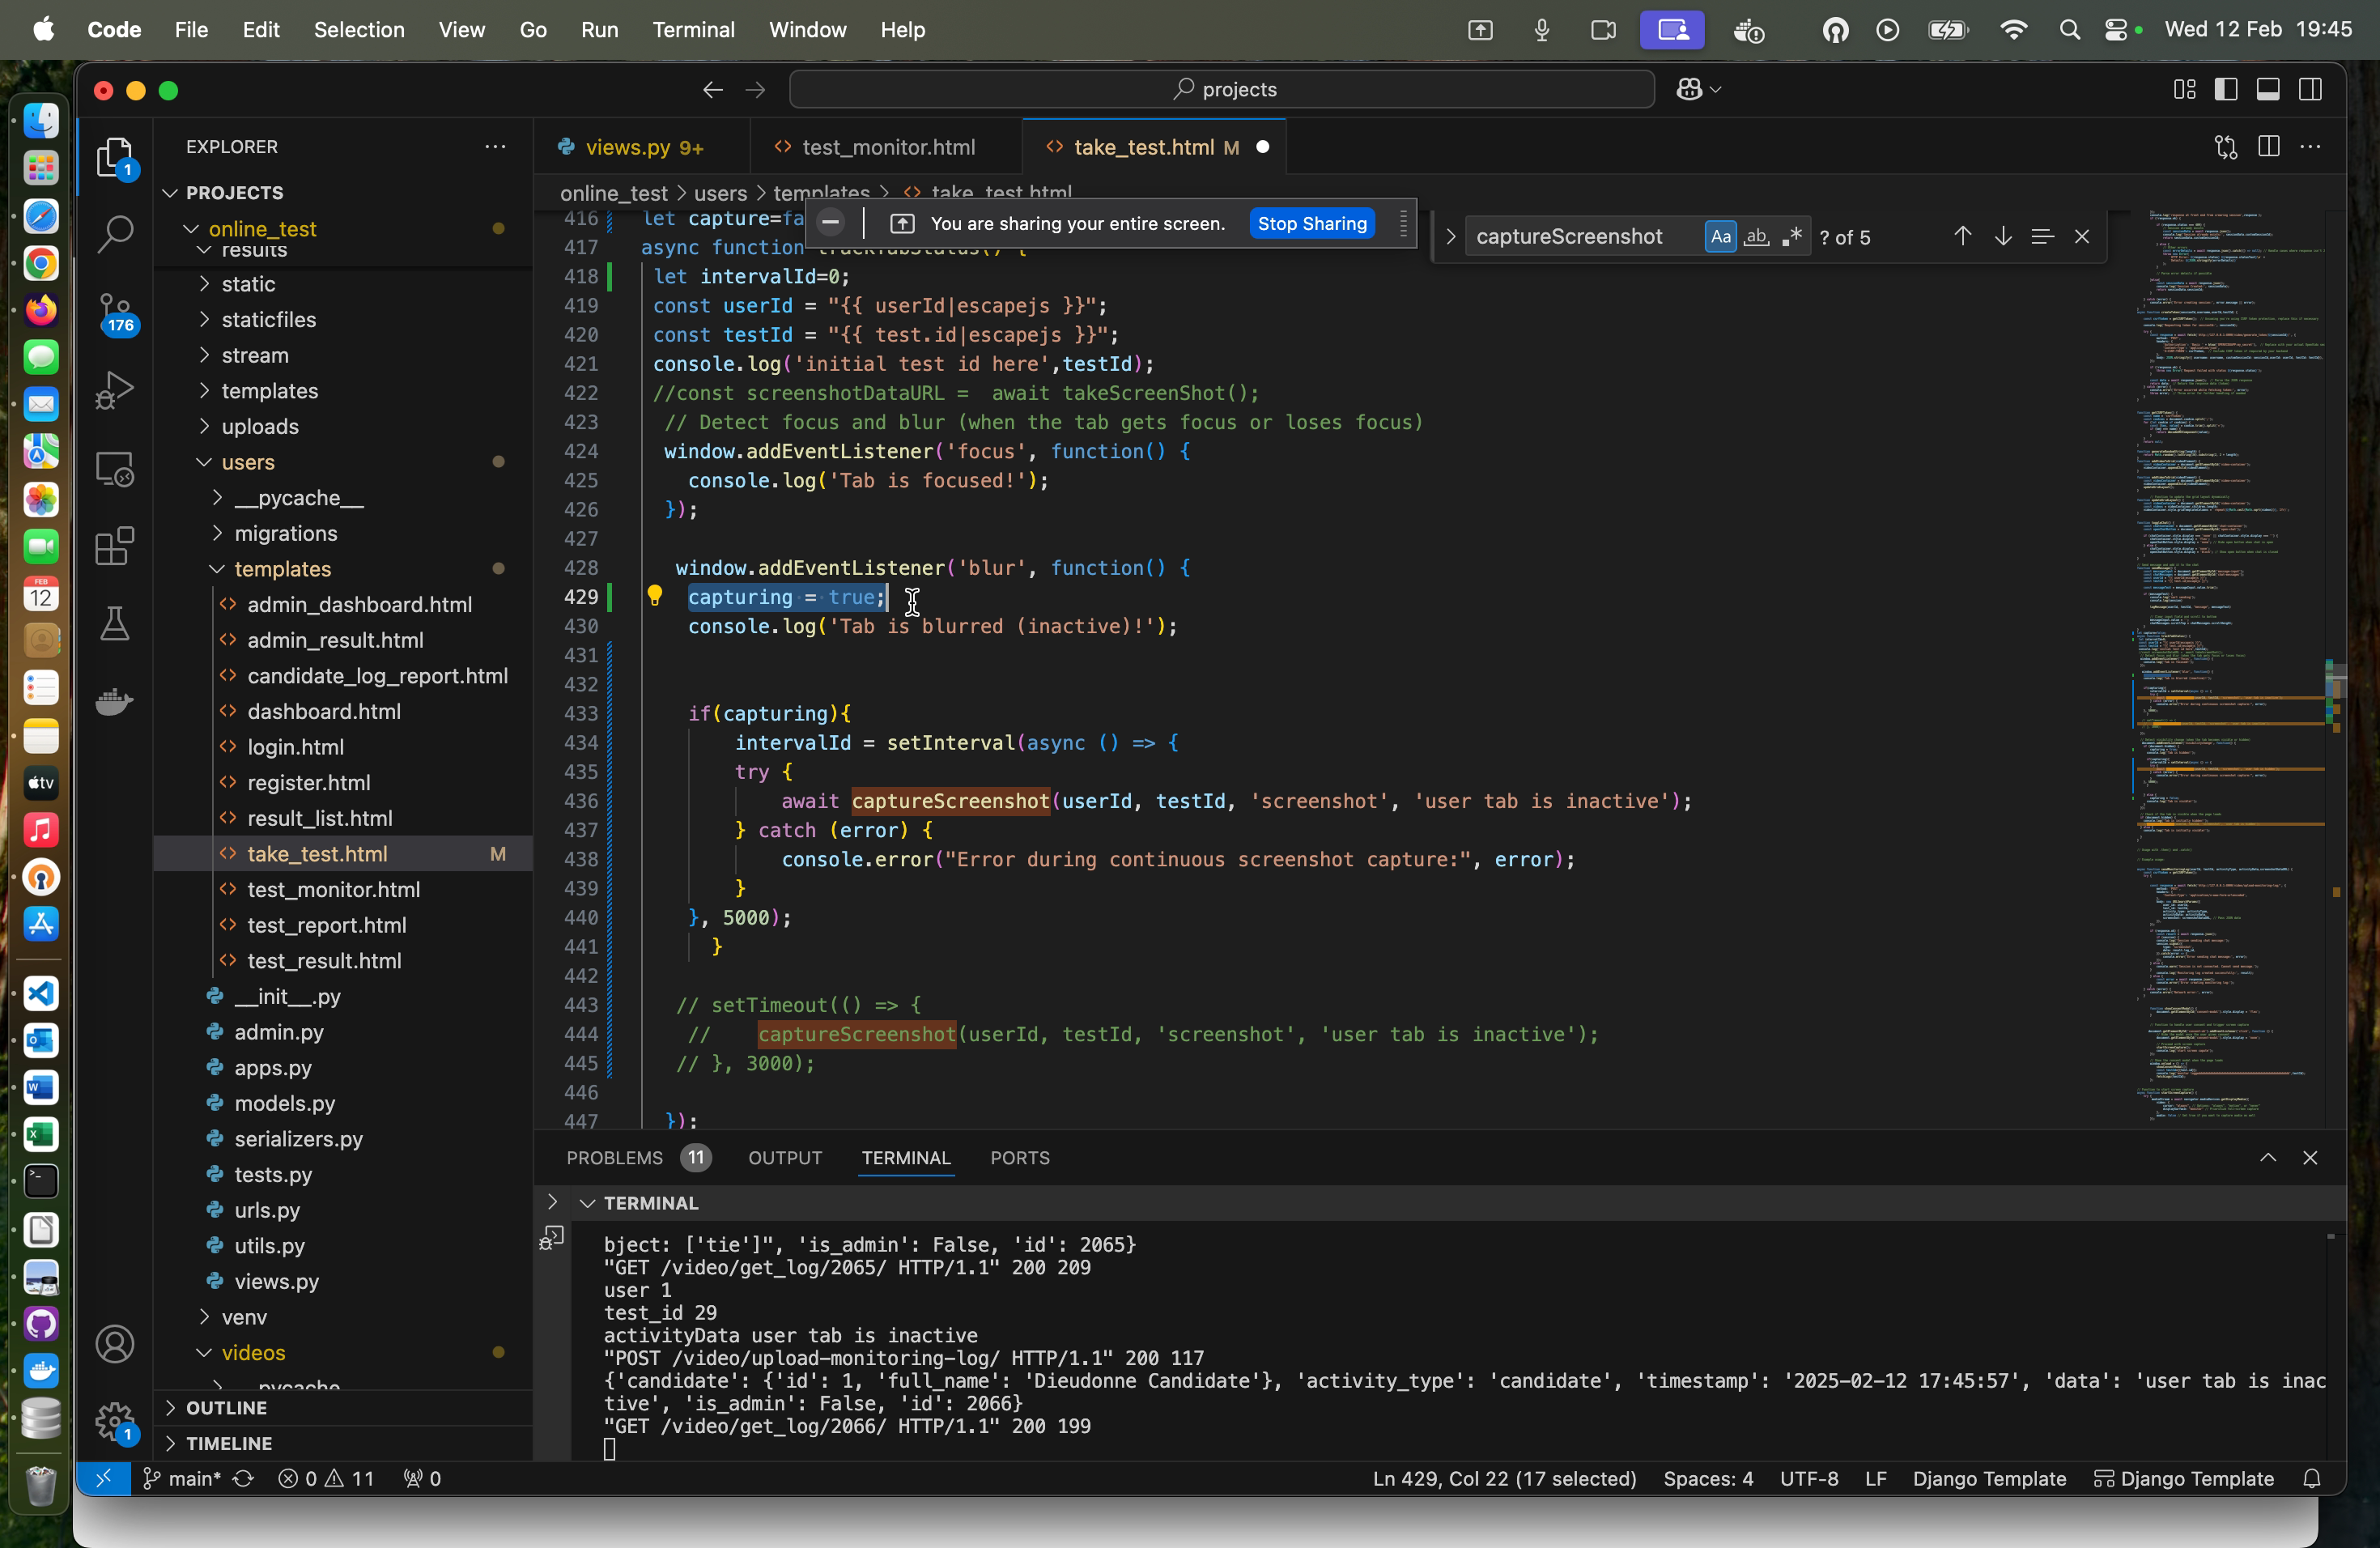 Code File Edit Selection View Go Run Terminal Window Help Wed 12 Feb 19:45
projects
EXPLORER
PROJECTS
online_test
results
static
staticfiles
stream
templates
uploads
users
__pycache__
migrations
templates
admin_dashboard.html
admin_result.html
candidate_log_report.html
dashboard.html
login.html
register.html
result_list.html
take_test.html M
test_monitor.html
test_report.html
test_result.html
__init__.py
admin.py
apps.py
models.py
serializers.py
tests.py
urls.py
utils.py
views.py
venv
videos
pycache
OUTLINE
TIMELINE
1
176
1
FEB
12
tv
views.py 9+ test_monitor.html take_test.html M
online_test > users > templates > take_test.html
You are sharing your entire screen. Stop Sharing
captureScreenshot Aa ab .* ? of 5
416 let capture=fa
417 async function trackTabStatus() {
418 let intervalId=0;
419 const userId = "{{ userId|escapejs }}";
420 const testId = "{{ test.id|escapejs }}";
421 console.log('initial test id here',testId);
422 //const screenshotDataURL =  await takeScreenShot();
423 // Detect focus and blur (when the tab gets focus or loses focus)
424 window.addEventListener('focus', function() {
425 console.log('Tab is focused!');
426 });
427
428 window.addEventListener('blur', function() {
429 capturing = true;
430 console.log('Tab is blurred (inactive)!');
431
432
433 if(capturing){
434 intervalId = setInterval(async () => {
435 try {
436 await captureScreenshot(userId, testId, 'screenshot', 'user tab is inactive');
437 } catch (error) {
438 console.error("Error during continuous screenshot capture:", error);
439 }
440 }, 5000);
441 }
442
443 // setTimeout(() => {
444 //    captureScreenshot(userId, testId, 'screenshot', 'user tab is inactive');
445 // }, 3000);
446
447 });
PROBLEMS 11 OUTPUT TERMINAL PORTS
TERMINAL
bject: ['tie']", 'is_admin': False, 'id': 2065}
"GET /video/get_log/2065/ HTTP/1.1" 200 209
user 1
test_id 29
activityData user tab is inactive
"POST /video/upload-monitoring-log/ HTTP/1.1" 200 117
{'candidate': {'id': 1, 'full_name': 'Dieudonne Candidate'}, 'activity_type': 'candidate', 'timestamp': '2025-02-12 17:45:57', 'data': 'user tab is inac
tive', 'is_admin': False, 'id': 2066}
"GET /video/get_log/2066/ HTTP/1.1" 200 199
main* 0 11 0 Ln 429, Col 22 (17 selected) Spaces: 4 UTF-8 LF Django Template Django Template